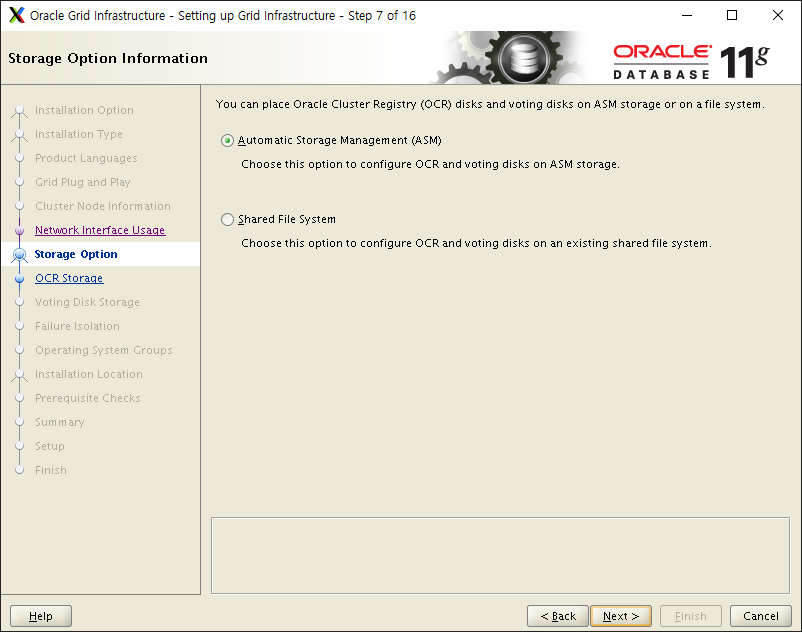 Oracle Grid Infrastructure - Setting up Grid Infrastructure - Step 7 of 16
Storage Option Information
ORACLE
DATABASE
11g
Installation Option
Installation Type
Product Languages
Grid Plug and Play
Cluster Node Information
Network Interface Usage
Storage Option
OCR Storage
Voting Disk Storage
Failure Isolation
Operating System Groups
Installation Location
Prerequisite Checks
Summary
Setup
Finish
You can place Oracle Cluster Registry (OCR) disks and voting disks on ASM storage or on a file system.
Automatic Storage Management (ASM)
Choose this option to configure OCR and voting disks on ASM storage.
Shared File System
Choose this option to configure OCR and voting disks on an existing shared file system.
Help
< Back
Next >
Finish
Cancel